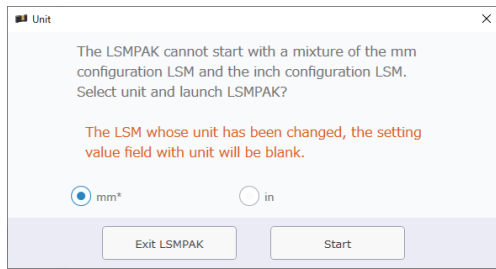 Unit
The LSMPAK cannot start with a mixture of the mm
configuration LSM and the inch configuration LSM.
Select unit and launch LSMPAK?
The LSM whose unit has been changed, the setting
value field with unit will be blank.
mm*
in
Exit LSMPAK
Start